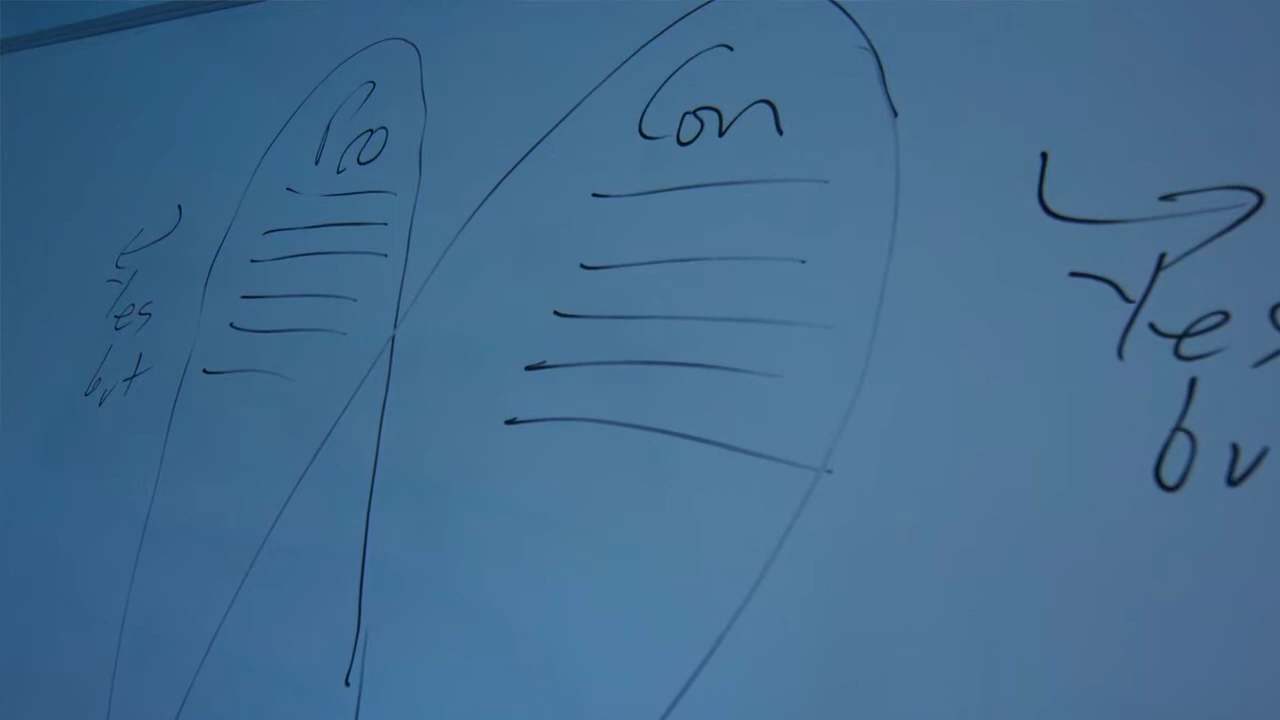 Pro
Con
Yes
but
Yes
bu